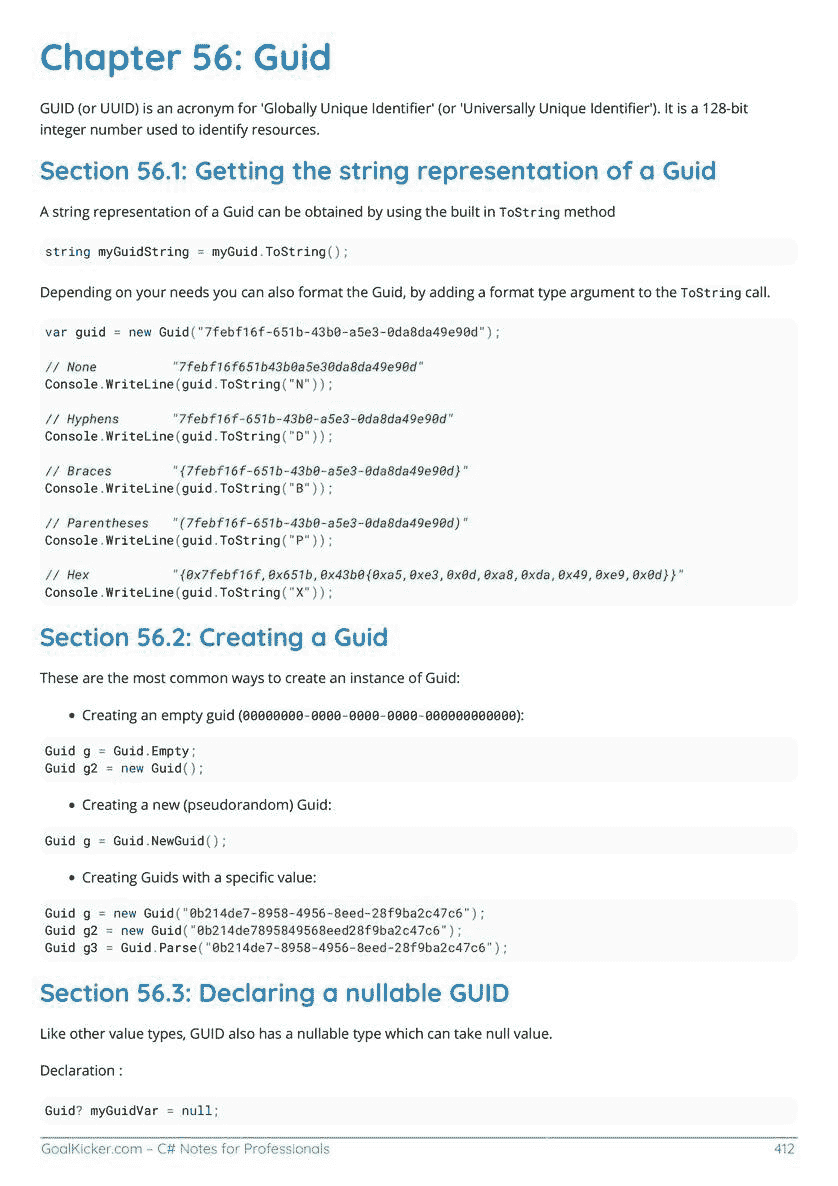 Chapter 56: Guid
GUID (or UUID) is an acronym for 'Globally Unique Identifier' (or 'Universally Unique Identifier'). It is a 128-bit
integer number used to identify resources.
Section 56.1: Getting the string representation of a Guid
A string representation of a Guid can be obtained by using the built in ToString method
string myGuidString = myGuid.ToString();
Depending on your needs you can also format the Guid, by adding a format type argument to the ToString call.
var guid = new Guid("7febf16f-651b-43b0-a5e3-0da8da49e90d");
// None          "7febf16f651b43b0a5e30da8da49e90d"
Console.WriteLine(guid.ToString("N"));
// Hyphens       "7febf16f-651b-43b0-a5e3-0da8da49e90d"
Console.WriteLine(guid.ToString("D"));
// Braces        "{7febf16f-651b-43b0-a5e3-0da8da49e90d}"
Console.WriteLine(guid.ToString("B"));
// Parentheses   "(7febf16f-651b-43b0-a5e3-0da8da49e90d)"
Console.WriteLine(guid.ToString("P"));
// Hex           "{0x7febf16f,0x651b,0x43b0{0xa5,0xe3,0x0d,0xa8,0xda,0x49,0xe9,0x0d}}"
Console.WriteLine(guid.ToString("X"));
Section 56.2: Creating a Guid
These are the most common ways to create an instance of Guid:
• Creating an empty guid (00000000-0000-0000-0000-000000000000):
Guid g = Guid.Empty;
Guid g2 = new Guid();
• Creating a new (pseudorandom) Guid:
Guid g = Guid.NewGuid();
• Creating Guids with a specific value:
Guid g = new Guid("0b214de7-8958-4956-8eed-28f9ba2c47c6");
Guid g2 = new Guid("0b214de7895849568eed28f9ba2c47c6");
Guid g3 = Guid.Parse("0b214de7-8958-4956-8eed-28f9ba2c47c6");
Section 56.3: Declaring a nullable GUID
Like other value types, GUID also has a nullable type which can take null value.
Declaration :
Guid? myGuidVar = null;
GoalKicker.com – C# Notes for Professionals 412